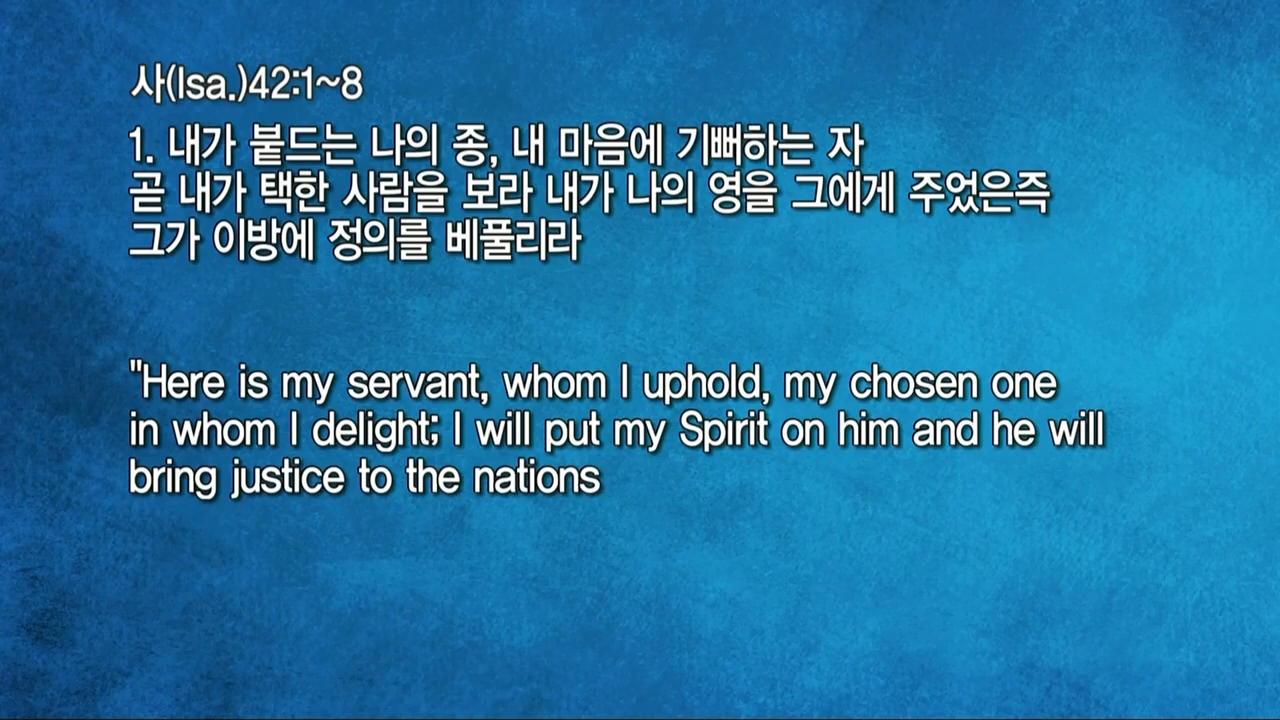 사(Isa.)42:1~8
1. 내가 붙드는 나의 종, 내 마음에 기뻐하는 자
곧 내가 택한 사람을 보라 내가 나의 영을 그에게 주었은즉
그가 이방에 정의를 베풀리라
"Here is my servant, whom I uphold, my chosen one
in whom I delight; I will put my Spirit on him and he will
bring justice to the nations